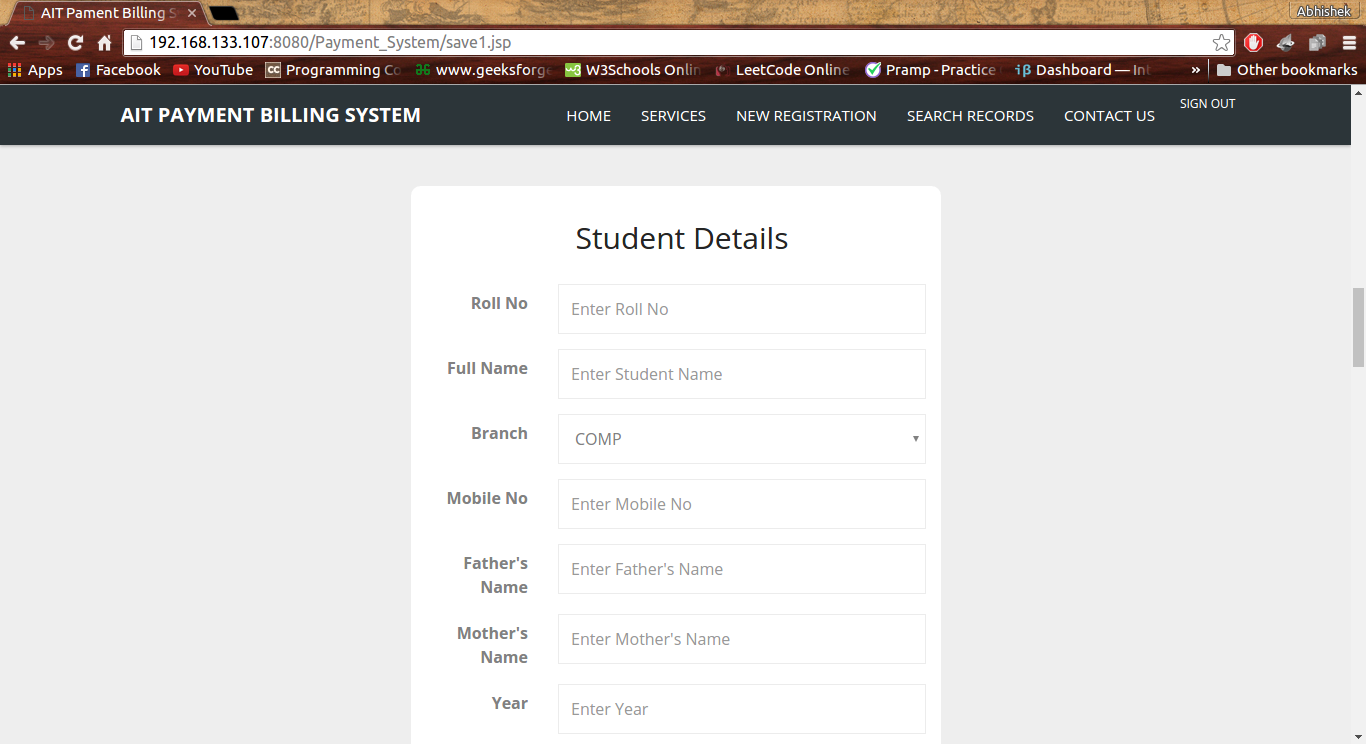 AIT Pament Billing S
Abhishek
192.168.133.107:8080/Payment_System/save1.jsp
Apps Facebook YouTube Programming Co www.geeksforge W3Schools Onlin LeetCode Online Pramp - Practice Dashboard — Int » Other bookmarks
AIT PAYMENT BILLING SYSTEM HOME SERVICES NEW REGISTRATION SEARCH RECORDS CONTACT US SIGN OUT
Student Details
Roll No Enter Roll No
Full Name Enter Student Name
Branch COMP
Mobile No Enter Mobile No
Father's Name Enter Father's Name
Mother's Name Enter Mother's Name
Year Enter Year